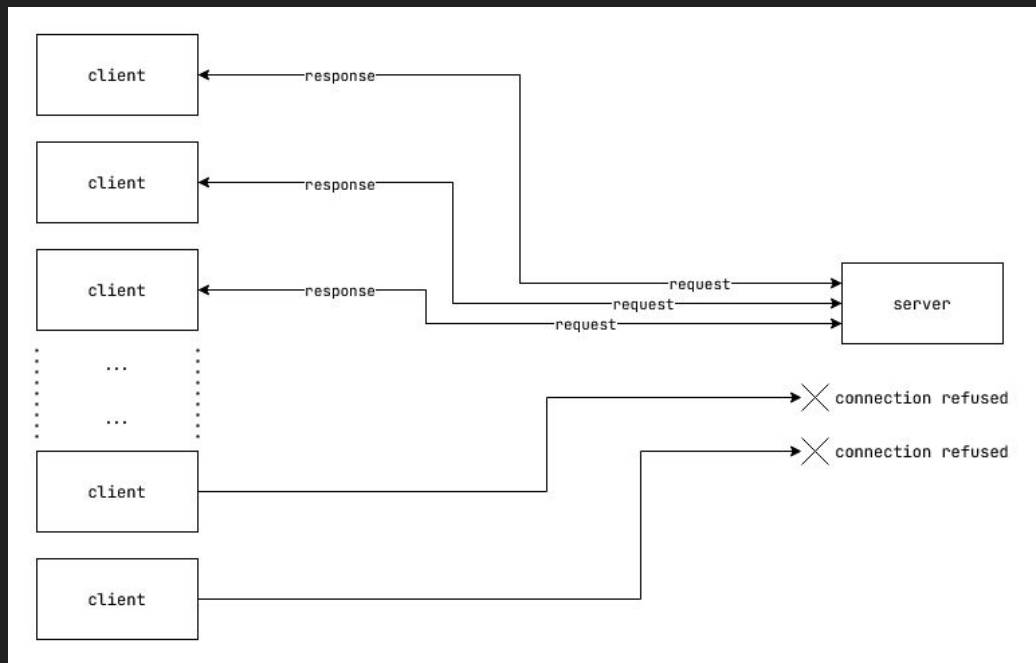 client
response
client
response
client
response
request
request
request
server
...
...
connection refused
connection refused
client
client